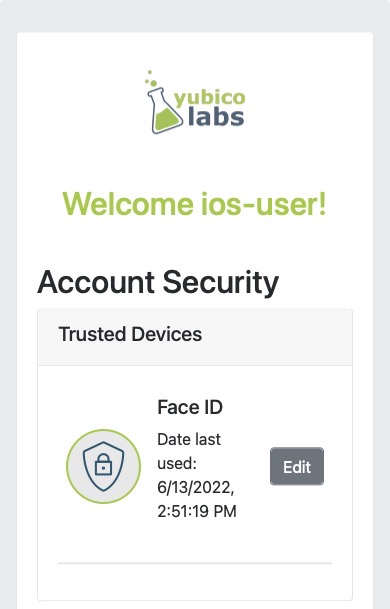 yubico
labs
Welcome ios-user!
Account Security
Trusted Devices
Face ID
Date last
used:
6/13/2022,
2:51:19 PM
Edit